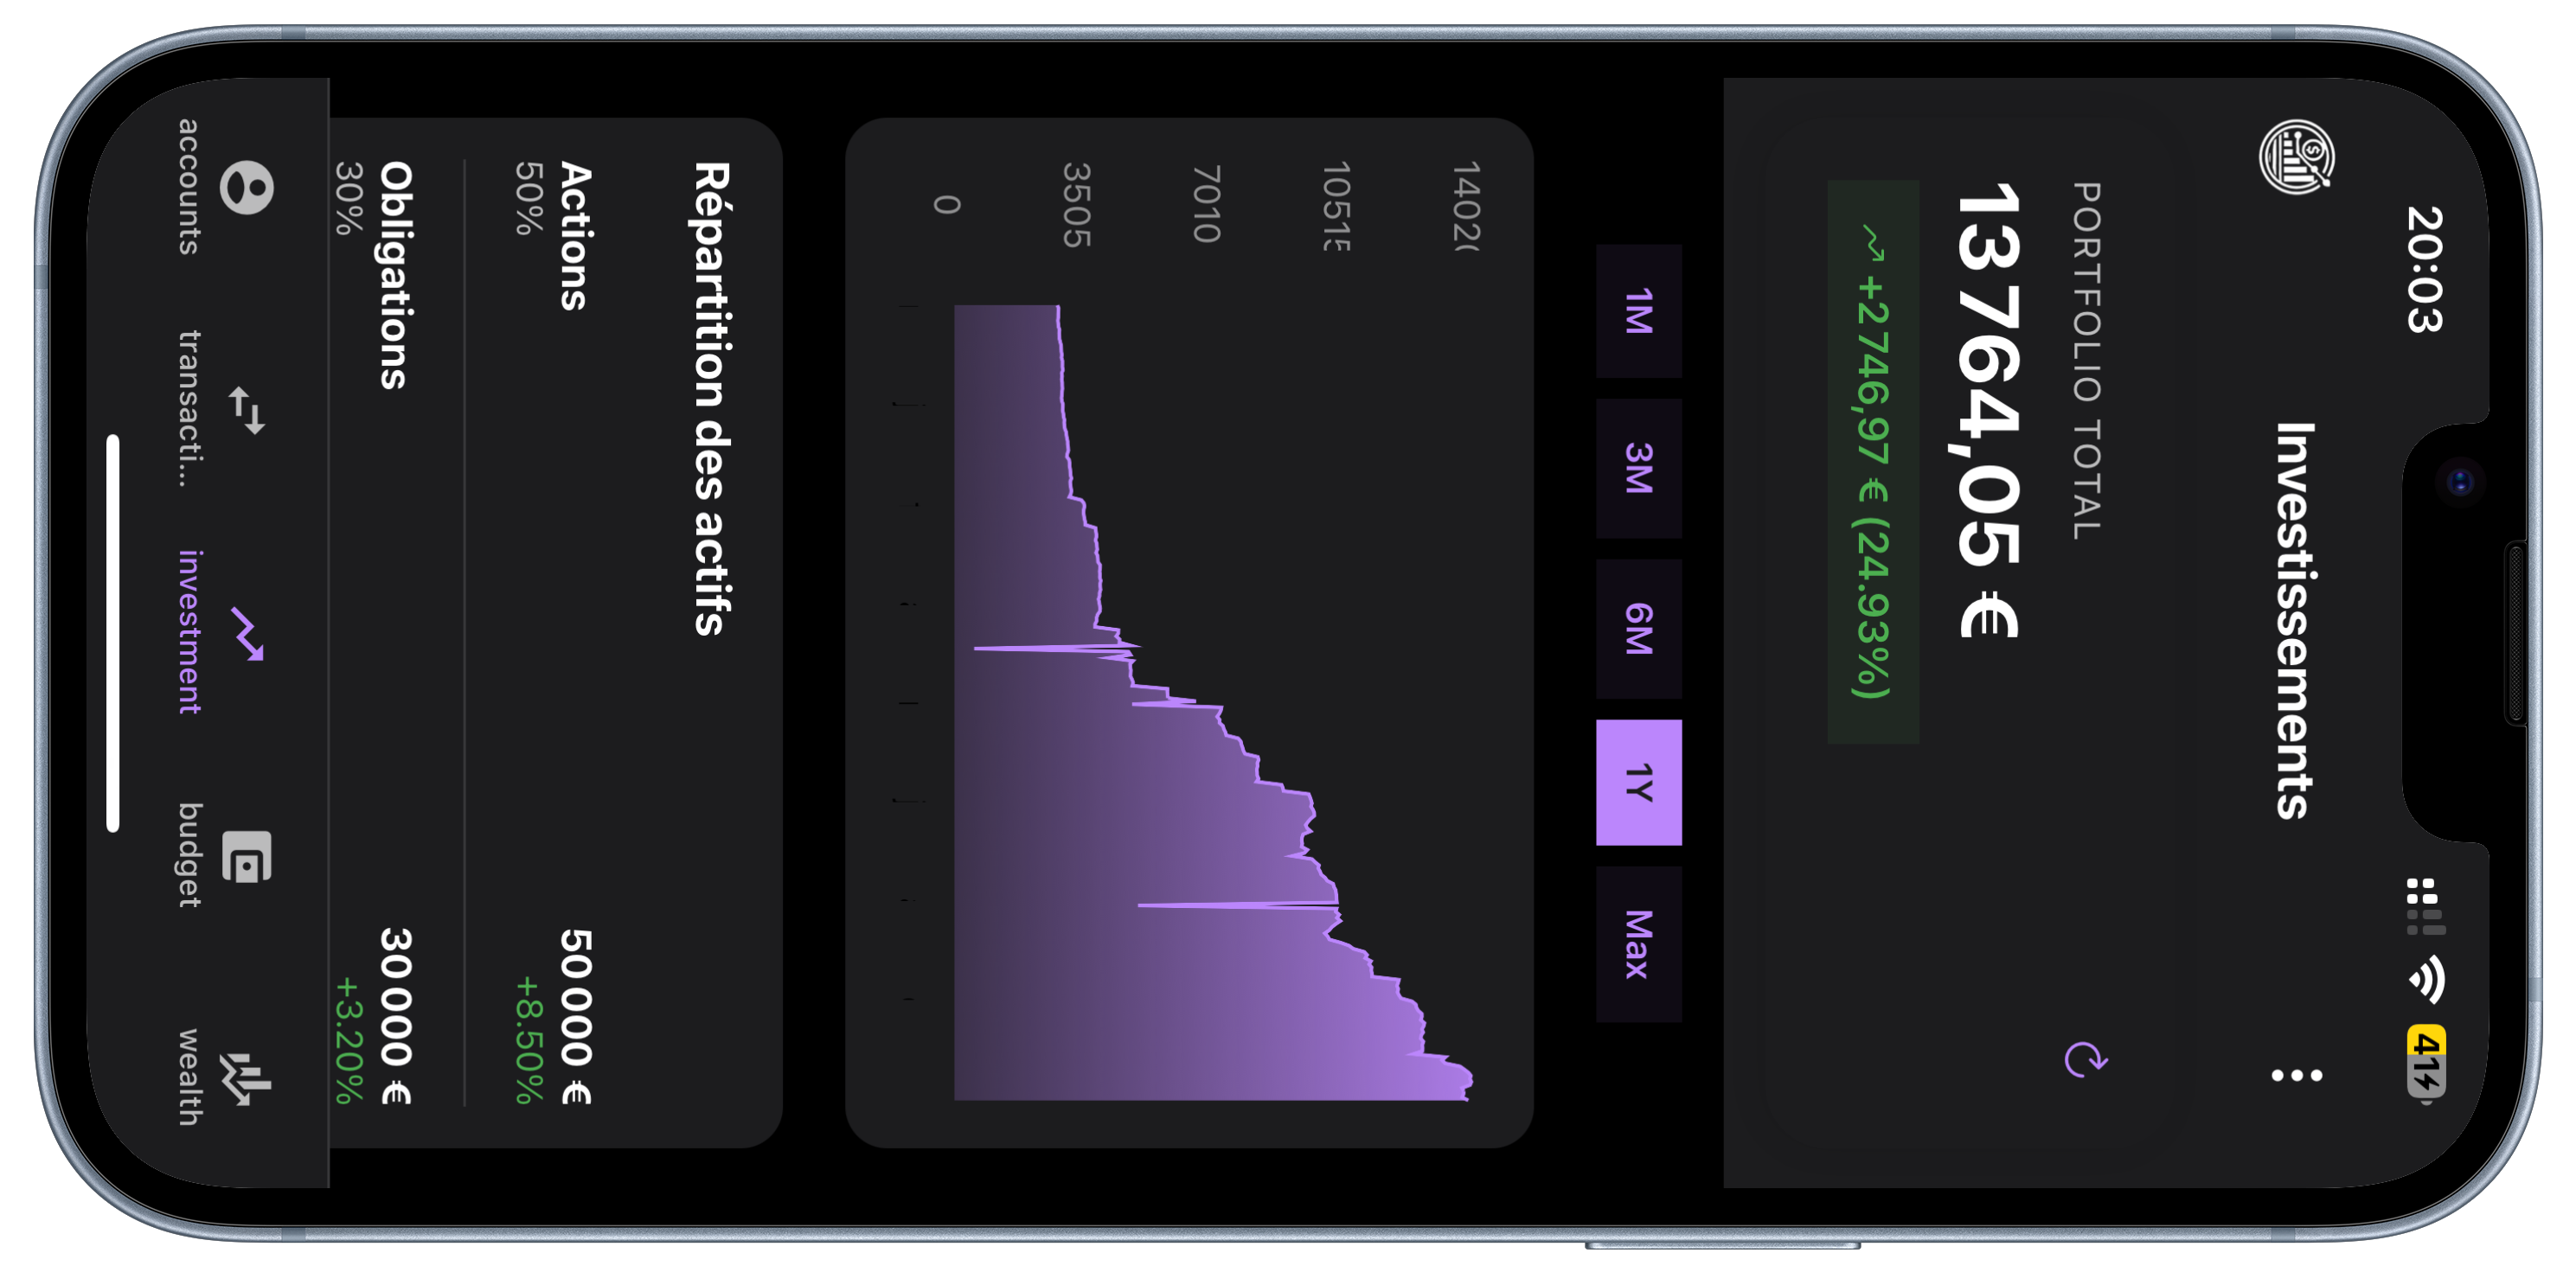 20:03
41
Investissements
PORTFOLIO TOTAL
13 764,05 €
+2 746,97 € (24.93%)
1M 3M 6M 1Y Max
1402(
10515
7010
3505
0
Répartition des actifs
Actions 50 000 €
50% +8.50%
Obligations 30 000 €
30% +3.20%
accounts transacti... investment budget wealth